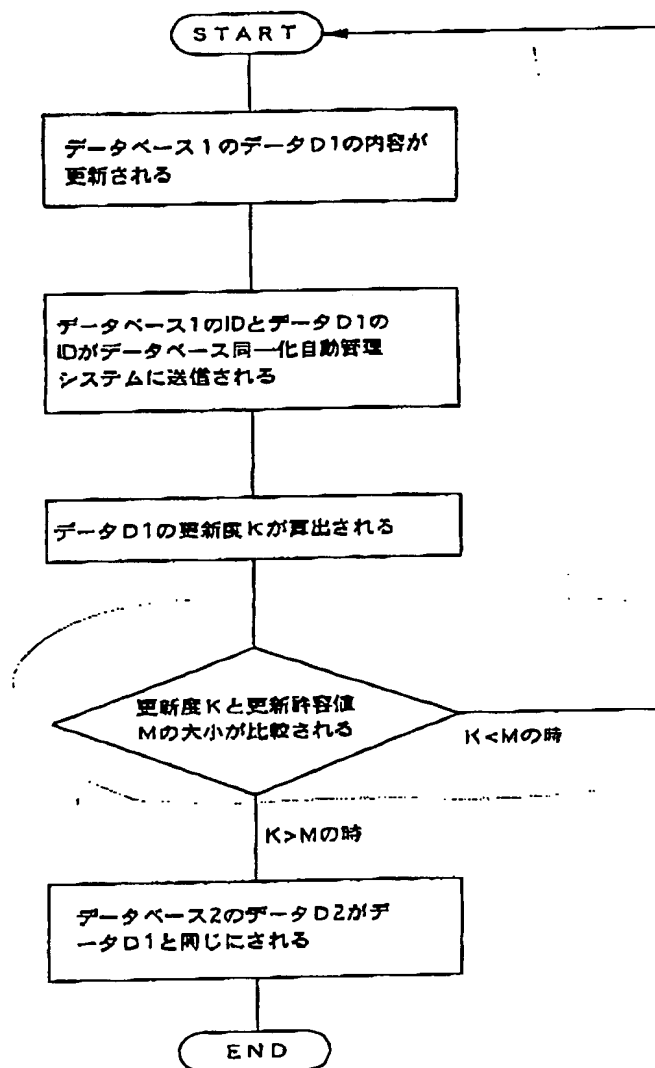 START
データベース1のデータD1の内容が
更新される
データベース1のIDとデータD1の
IDがデータベース同一化自動管理
システムに送信される
データD1の更新度Kが算出される
更新度Kと更新許容値
Mの大小が比較される
K<Mの時
K>Mの時
データベース2のデータD2がデ
ータD1と同じにされる
END